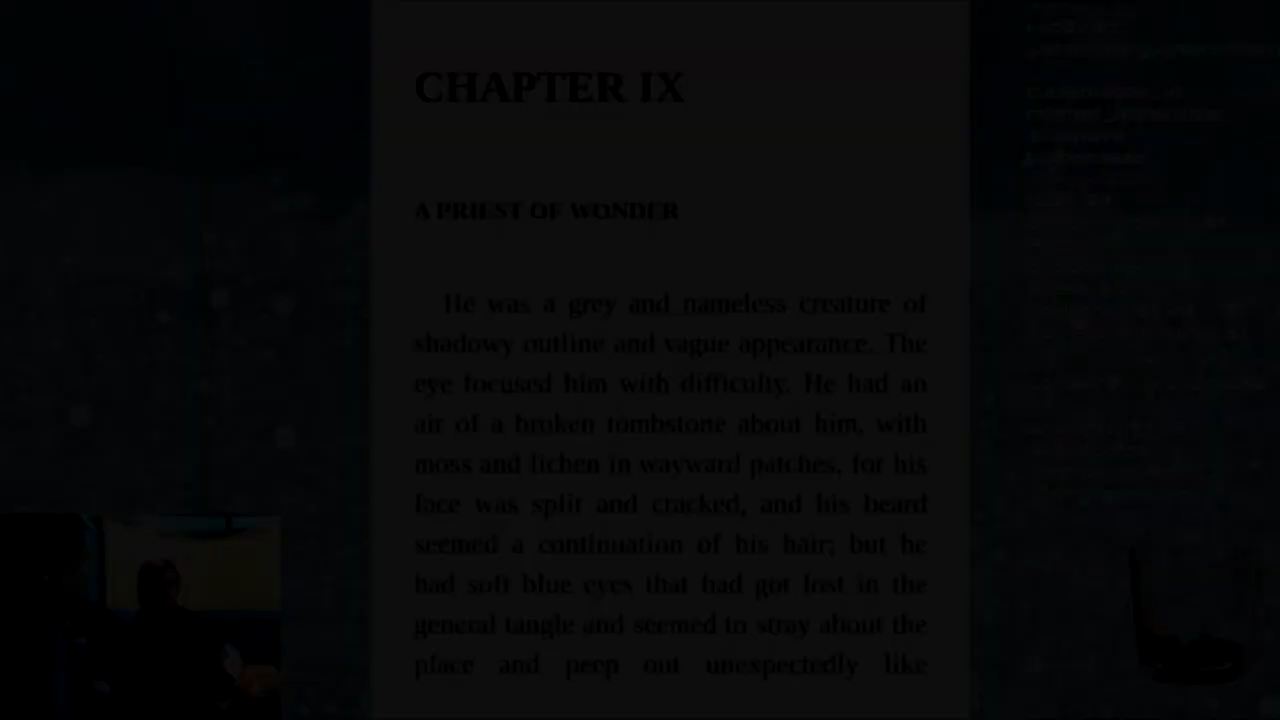 CHAPTER IX
A PRIEST OF WONDER
He was a grey and nameless creature of
shadowy outline and vague appearance. The
eye focused him with difficulty. He had an
air of a broken tombstone about him, with
moss and lichen in wayward patches, for his
face was split and cracked, and his beard
seemed a continuation of his hair; but he
had soft blue eyes that had got lost in the
general tangle and seemed to stray about the
place and peep out unexpectedly like